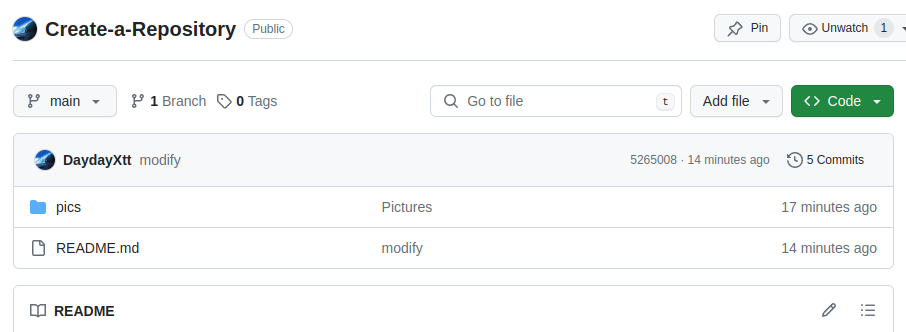 Create-a-Repository Public Pin Unwatch 1
main 1 Branch 0 Tags Go to file t Add file Code
DaydayXtt modify 5265008 · 14 minutes ago 5 Commits
pics Pictures 17 minutes ago
README.md modify 14 minutes ago
README